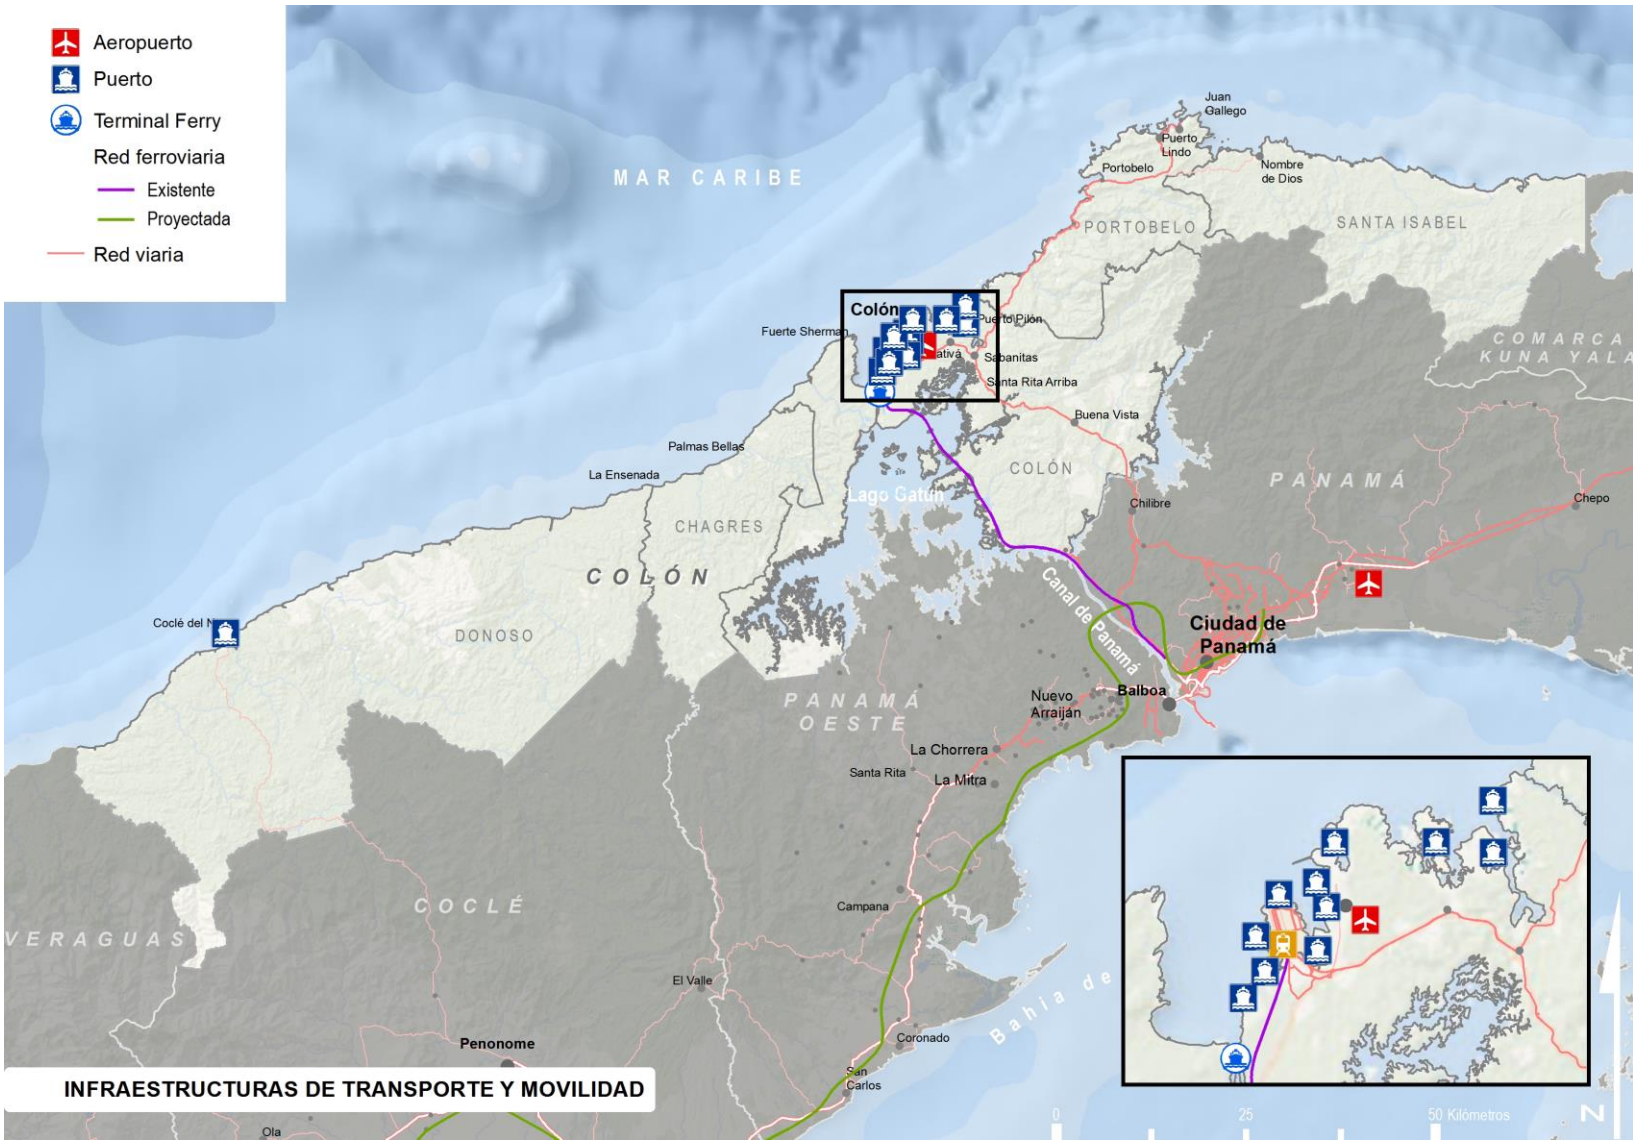 Aeropuerto
Puerto
Terminal Ferry
Red ferroviaria
Existente
Proyectada
Red viaria
MAR CARIBE
Juan
Gallego
Puerto
Lindo
Portobelo
Nombre
de Dios
PORTOBELO
SANTA ISABEL
Colón
Puerto Pilón
Fuerte Sherman
Sabanitas
Santa Rita Arriba
COMARCA
KUNA YALA
Buena Vista
Palmas Bellas
La Ensenada
COLÓN
PANAMÁ
Lago Gatún
Chilibre
Chepo
CHAGRES
COLÓN
Canal de Panamá
Coclé del
DONOSO
Ciudad de
Panamá
Balboa
PANAMÁ
OESTE
Nuevo
Arraiján
La Chorrera
Santa Rita
La Mitra
Campana
COCLÉ
VERAGUAS
El Valle
Bahia de
Coronado
Penonome
San
Carlos
INFRAESTRUCTURAS DE TRANSPORTE Y MOVILIDAD
Ola
0 25 50 Kilómetros
N